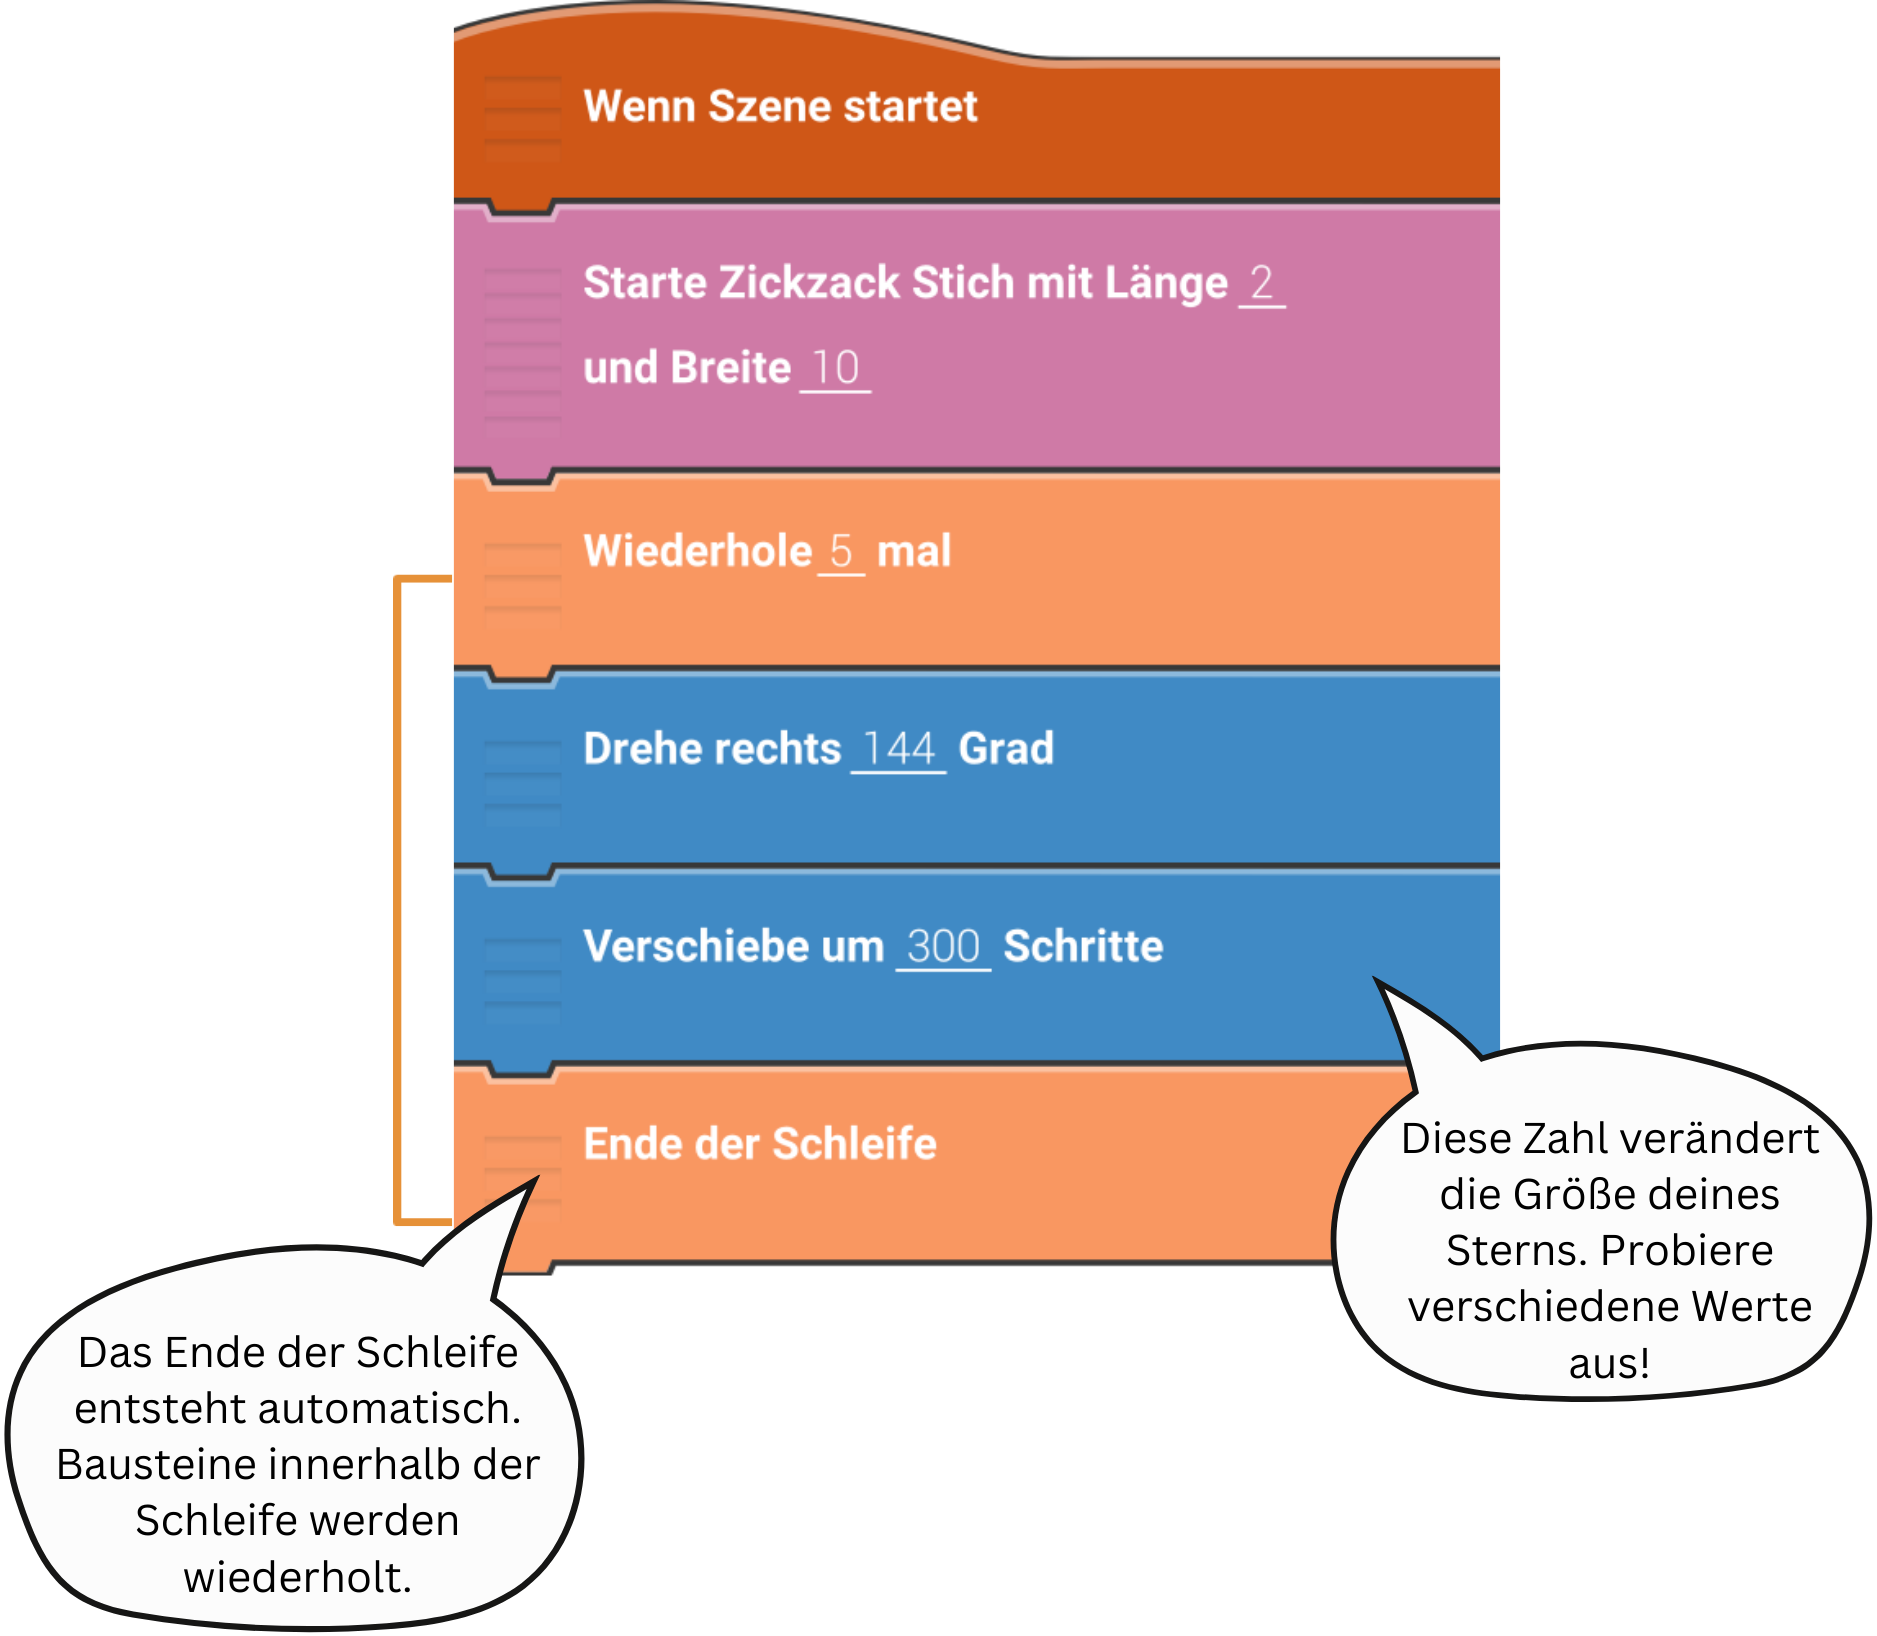 Wenn Szene startet
Starte Zickzack Stich mit Länge 2
und Breite 10
Wiederhole 5 mal
Drehe rechts 144 Grad
Verschiebe um 300 Schritte
Ende der Schleife
Diese Zahl verändert
die Größe deines
Sterns. Probiere
verschiedene Werte
aus!
Das Ende der Schleife
entsteht automatisch.
Bausteine innerhalb der
Schleife werden
wiederholt.